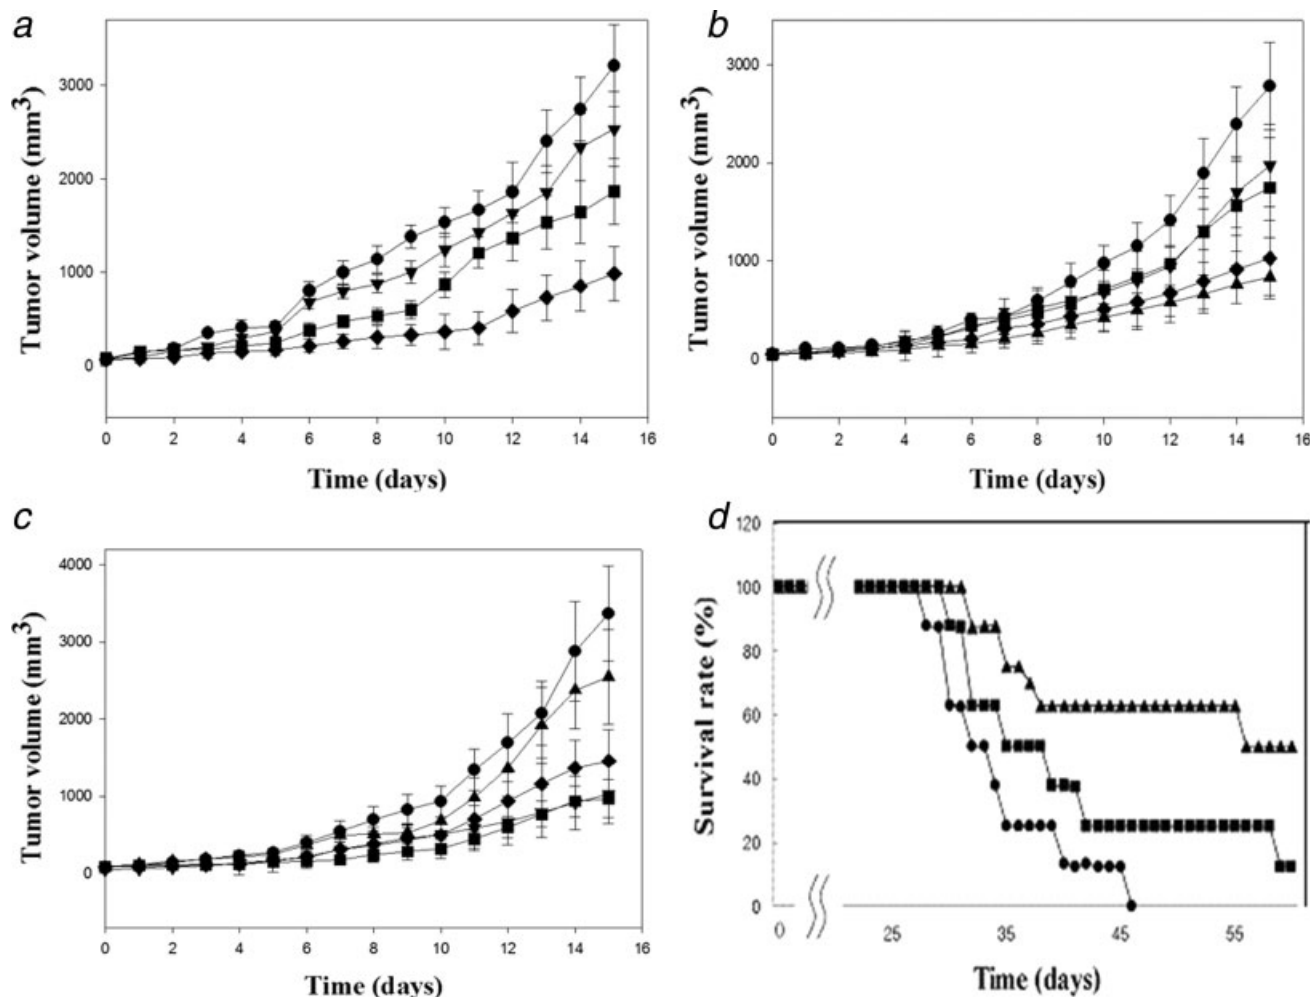 a
Tumor volume (mm3)
3000
2000
1000
0
0 2 4 6 8 10 12 14 16
Time (days)
b
Tumor volume (mm3)
3000
2000
1000
0
0 2 4 6 8 10 12 14 16
Time (days)
c
Tumor volume (mm3)
4000
3000
2000
1000
0
0 2 4 6 8 10 12 14 16
Time (days)
d
Survival rate (%)
120
100
80
60
40
20
0
0 25 35 45 55
Time (days)